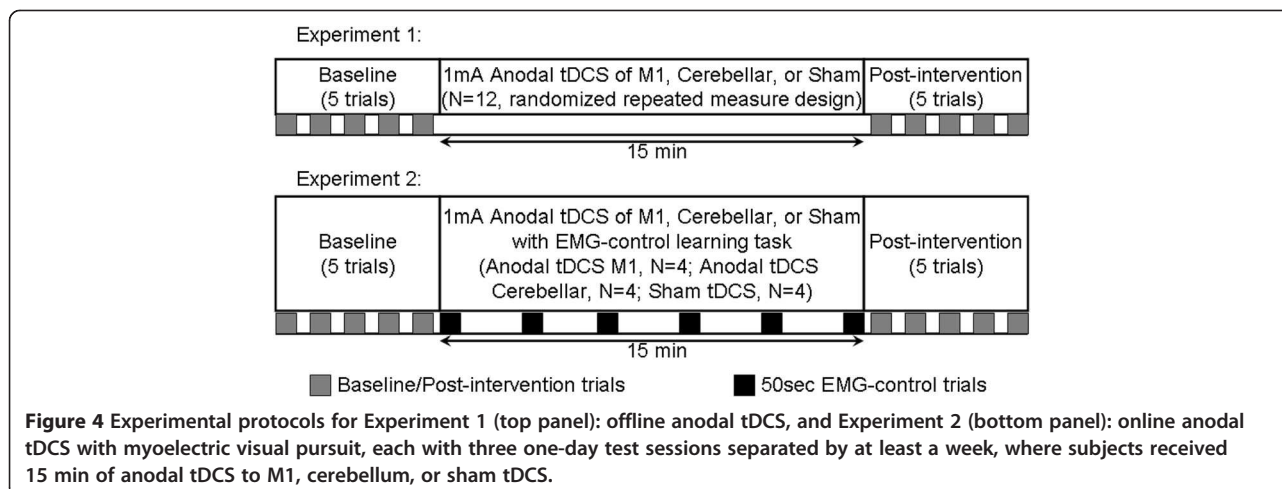 Experiment 1:
Baseline
(5 trials)
1mA Anodal tDCS of M1, Cerebellar, or Sham
(N=12, randomized repeated measure design)
Post-intervention
(5 trials)
15 min
Experiment 2:
Baseline
(5 trials)
1mA Anodal tDCS of M1, Cerebellar, or Sham
with EMG-control learning task
(Anodal tDCS M1, N=4; Anodal tDCS
Cerebellar, N=4; Sham tDCS, N=4)
Post-intervention
(5 trials)
15 min
Baseline/Post-intervention trials
50sec EMG-control trials
Figure 4 Experimental protocols for Experiment 1 (top panel): offline anodal tDCS, and Experiment 2 (bottom panel): online anodal
tDCS with myoelectric visual pursuit, each with three one-day test sessions separated by at least a week, where subjects received
15 min of anodal tDCS to M1, cerebellum, or sham tDCS.